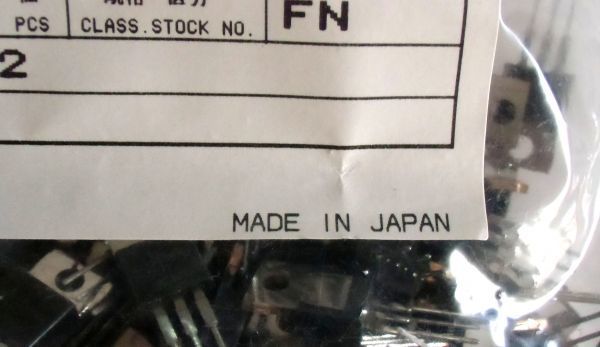 PCS
CLASS.STOCK NO.
FN
2
MADE IN JAPAN